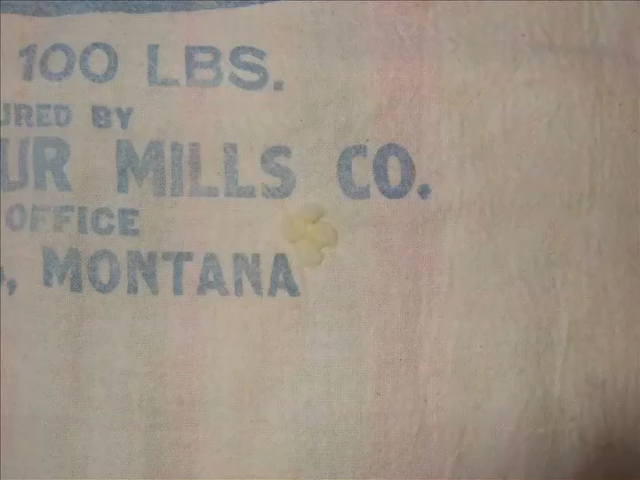 100 LBS.
URED BY
UR MILLS CO.
OFFICE
, MONTANA